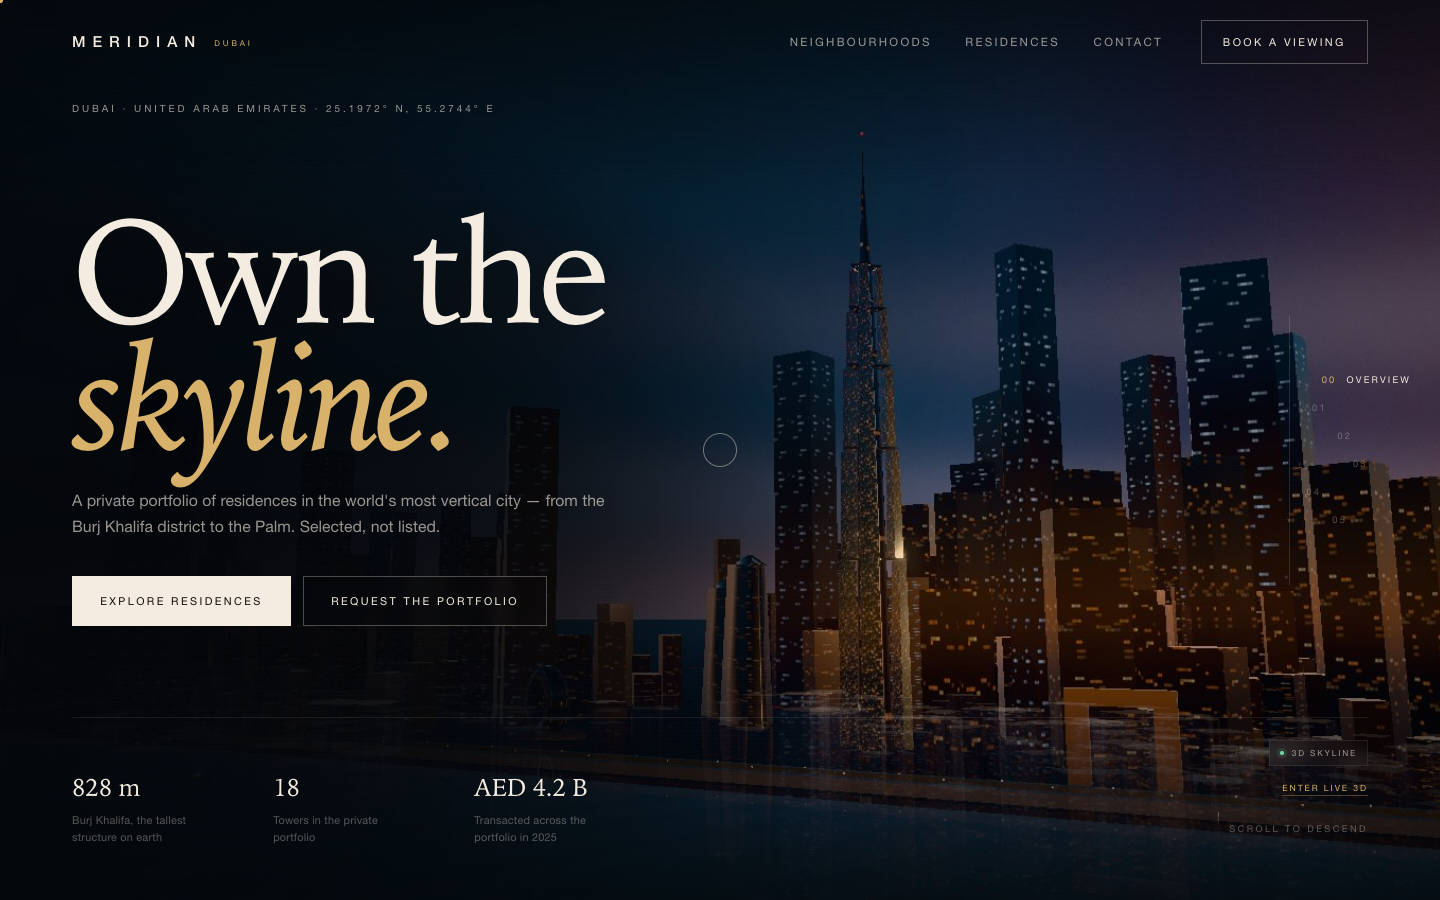 MERIDIAN DUBAI
NEIGHBOURHOODS RESIDENCES CONTACT BOOK A VIEWING
DUBAI · UNITED ARAB EMIRATES · 25.1972° N, 55.2744° E
Own the
skyline.
A private portfolio of residences in the world's most vertical city — from the
Burj Khalifa district to the Palm. Selected, not listed.
EXPLORE RESIDENCES REQUEST THE PORTFOLIO
00 OVERVIEW
01
02
03
04
05
828 m
Burj Khalifa, the tallest
structure on earth
18
Towers in the private
portfolio
AED 4.2 B
Transacted across the
portfolio in 2025
3D SKYLINE
ENTER LIVE 3D
SCROLL TO DESCEND